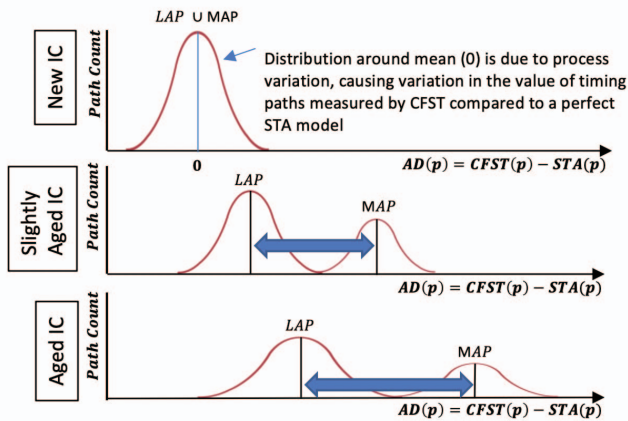 LAP ∪ MAP
New IC
Path Count
Distribution around mean (0) is due to process
variation, causing variation in the value of timing
paths measured by CFST compared to a perfect
STA model
0
AD(p) = CFST(p) − STA(p)
Slightly
Aged IC
Path Count
LAP
MAP
AD(p) = CFST(p) − STA(p)
Aged IC
Path Count
LAP
MAP
AD(p) = CFST(p) − STA(p)